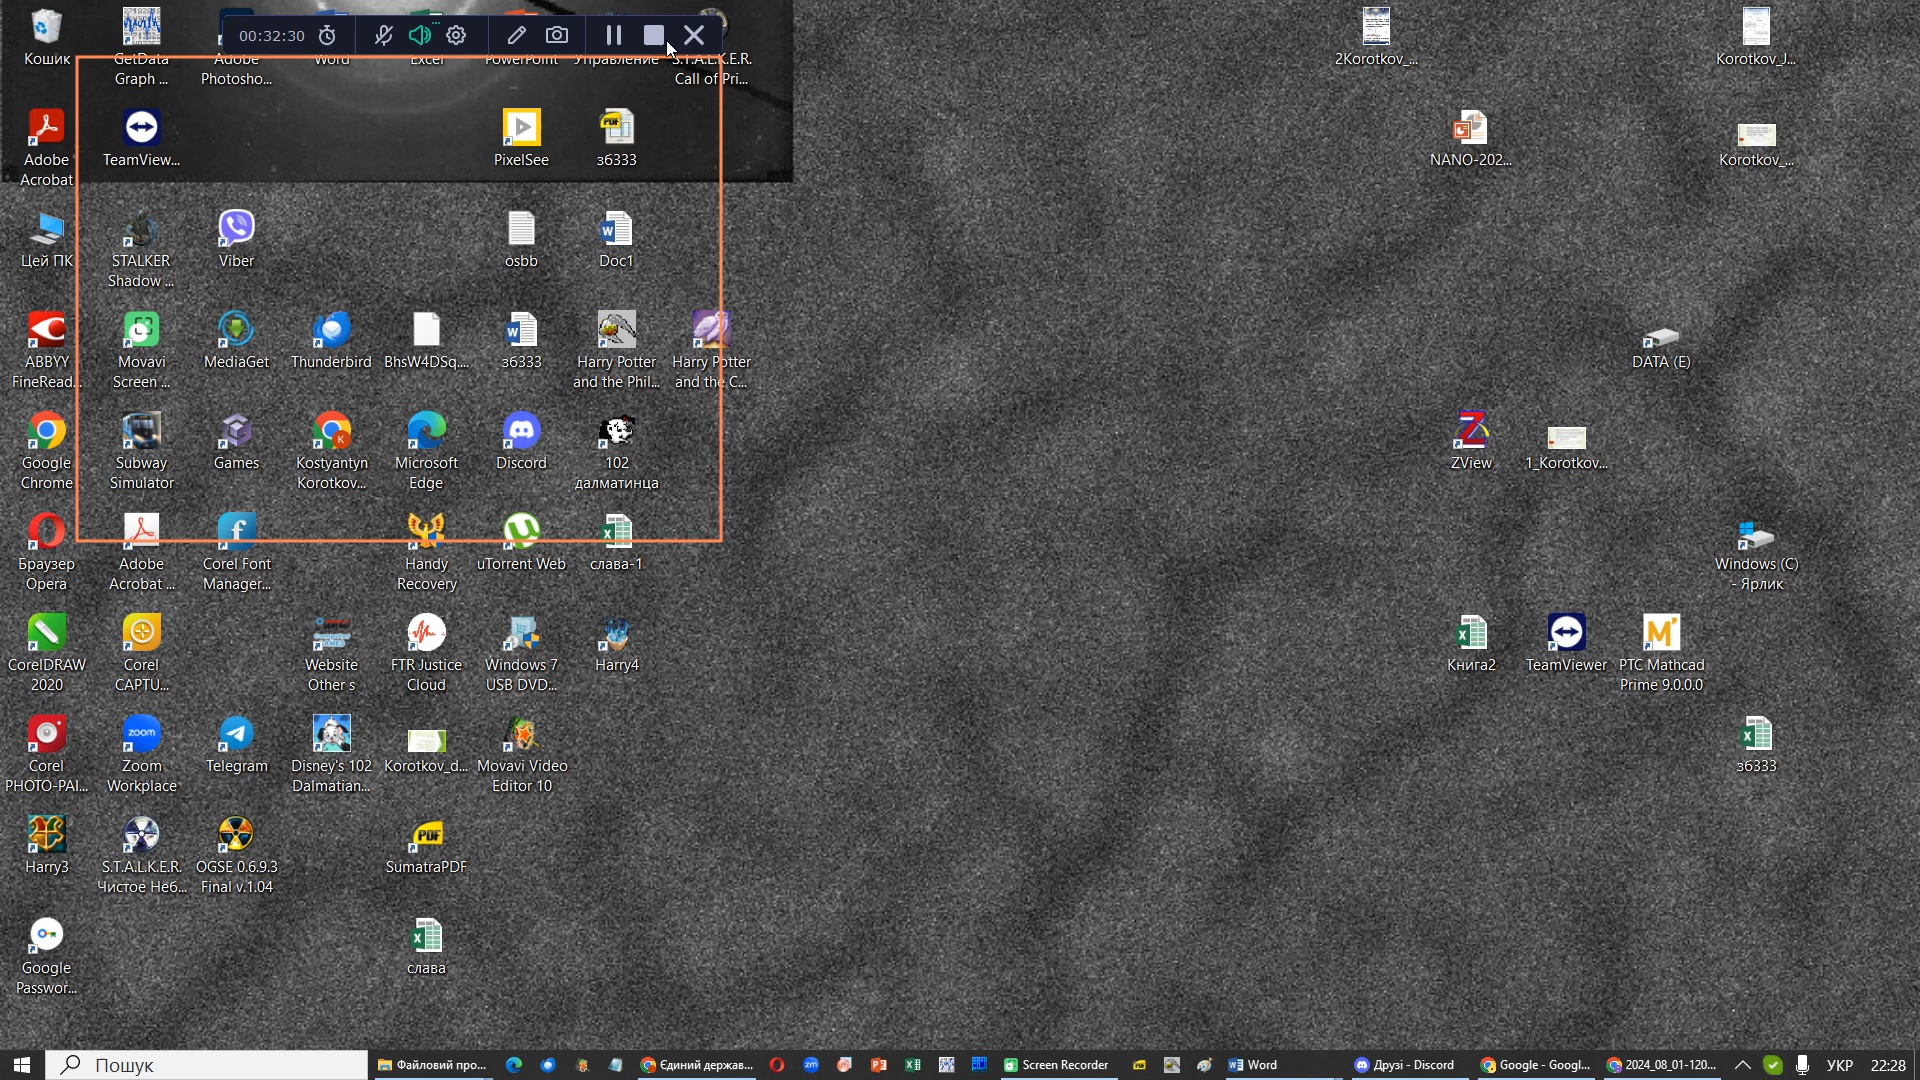 00:32:30
Кошик
GetData
Graph ...
Adobe
Photosho...
Word
Excel
PowerPoint
Управление
S.T.A.L.K.E.R.
Call of Pri...
2Korotkov_...
Korotkov_J...
Adobe
Acrobat
TeamView...
PixelSee
з6333
NANO-202...
Korotkov_...
Цей ПК
STALKER
Shadow ...
Viber
osbb
Doc1
ABBYY
FineRead...
Movavi
Screen ...
MediaGet
Thunderbird
BhsW4DSq....
з6333
Harry Potter
and the Phil...
Harry Potter
and the C...
DATA (E)
Google
Chrome
Subway
Simulator
Games
Kostyantyn
Korotkov...
Microsoft
Edge
Discord
102
далматинца
ZView
1_Korotkov...
Браузер
Opera
Adobe
Acrobat ...
Corel Font
Manager...
Handy
Recovery
uTorrent Web
слава-1
Windows (C)
- Ярлик
CorelDRAW
2020
Corel
CAPTU...
Website
Other s
FTR Justice
Cloud
Windows 7
USB DVD...
Harry4
Книга2
TeamViewer
PTC Mathcad
Prime 9.0.0.0
Corel
PHOTO-PAI...
zoom
Zoom
Workplace
Telegram
Disney's 102
Dalmatian...
Korotkov_d...
Movavi Video
Editor 10
з6333
Harry3
S.T.A.L.K.E.R.
Чистое Неб...
OGSE 0.6.9.3
Final v.1.04
PDF
SumatraPDF
Google
Passwor...
слава
Пошук
Файловий про...
Єдиний держав...
Screen Recorder
Word
Друзі - Discord
Google - Googl...
2024_08_01-120...
УКР
22:28